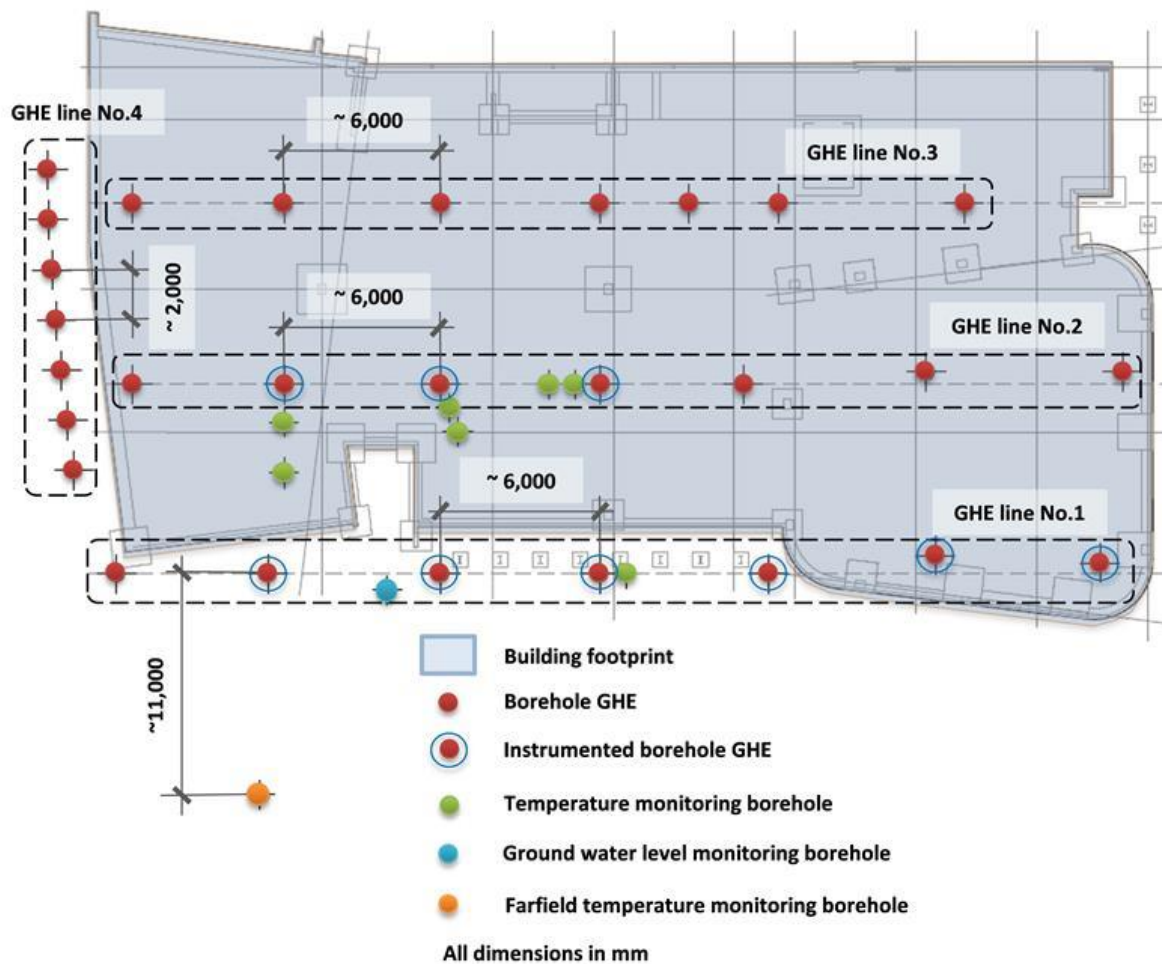 GHE line No.4
~ 6,000
GHE line No.3
~ 2,000
~ 6,000
GHE line No.2
~ 6,000
GHE line No.1
~11,000
Building footprint
Borehole GHE
Instrumented borehole GHE
Temperature monitoring borehole
Ground water level monitoring borehole
Farfield temperature monitoring borehole
All dimensions in mm